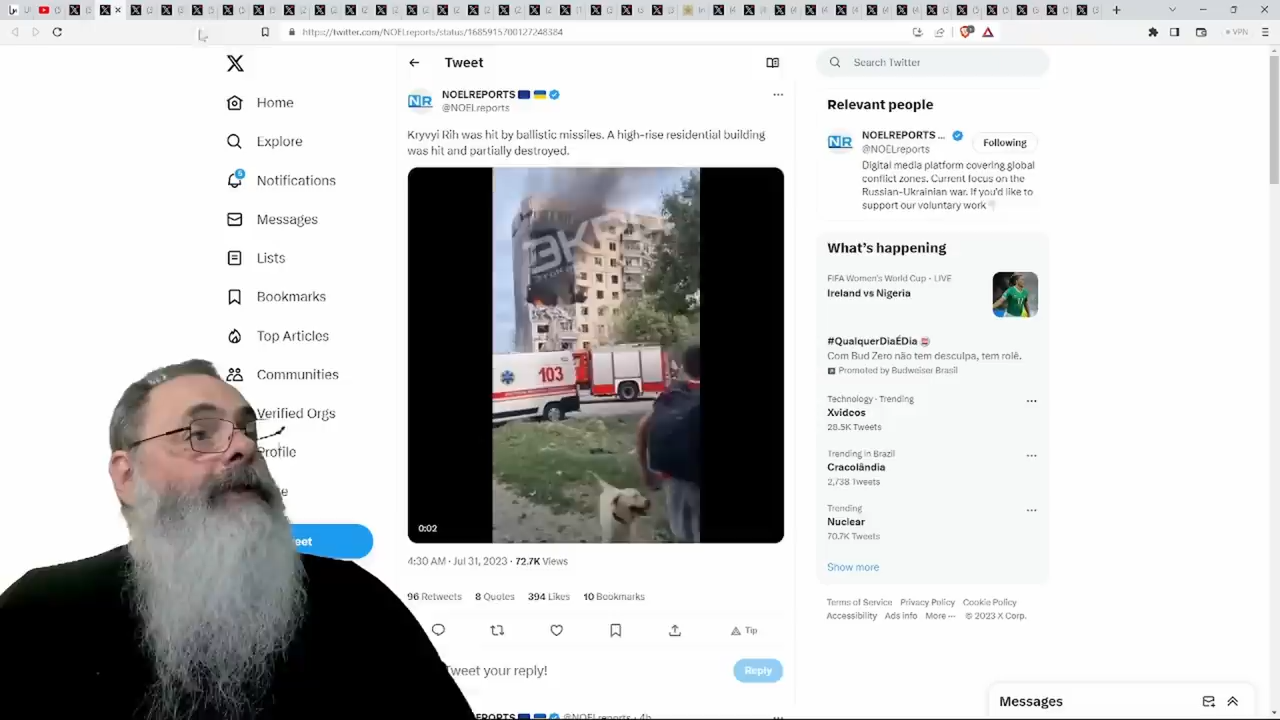 https://twitter.com/NOELreports/status/1685915700127248384
VPN
X
Home
Explore
Notifications
Messages
Lists
Bookmarks
Top Articles
Communities
Verified Orgs
Profile
Tweet
NOELREPORTS
@NOELreports
Kryvyi Rih was hit by ballistic missiles. A high-rise residential building
was hit and partially destroyed.
103
0:02
4:30 AM · Jul 31, 2023 · 72.7K Views
96 Retweets 8 Quotes 394 Likes 10 Bookmarks
Tip
Tweet your reply!
Reply
@NOELreports · 4h
Search Twitter
Relevant people
NOELREPORTS ...
@NOELreports
Following
Digital media platform covering global
conflict zones. Current focus on the
Russian-Ukrainian war. If you'd like to
support our voluntary work
What's happening
FIFA Women's World Cup · LIVE
Ireland vs Nigeria
#QualquerDiaÉDia
Com Bud Zero não tem desculpa, tem rolê.
Promoted by Budweiser Brasil
Technology · Trending
Xvideos
28.5K Tweets
Trending in Brazil
Cracolândia
2,738 Tweets
Trending
Nuclear
70.7K Tweets
Show more
Terms of Service Privacy Policy Cookie Policy
Accessibility Ads info More ··· © 2023 X Corp.
Messages